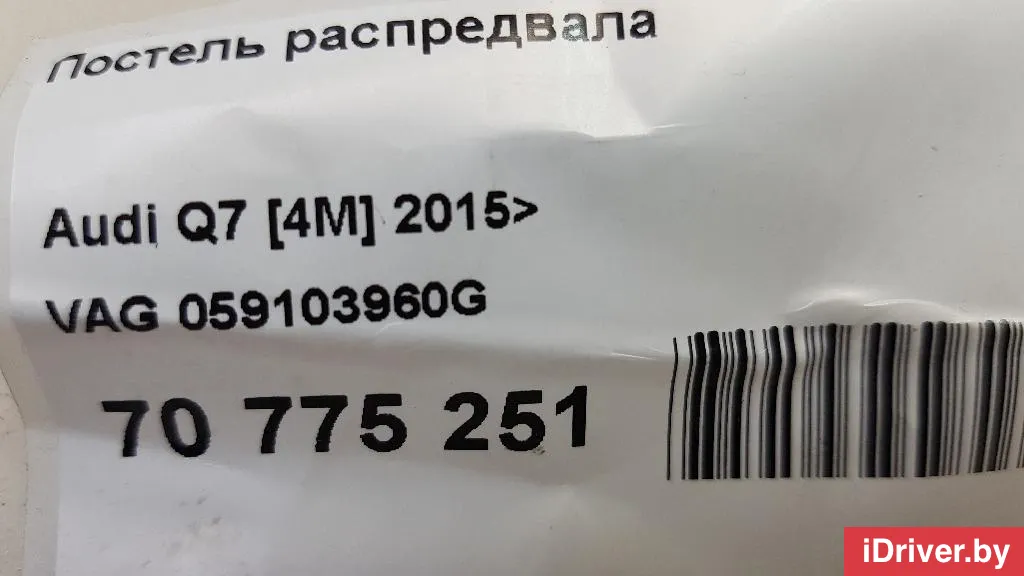 Постель распредвала
Audi Q7 [4M] 2015>
VAG 059103960G
70 775 251
iDriver.by